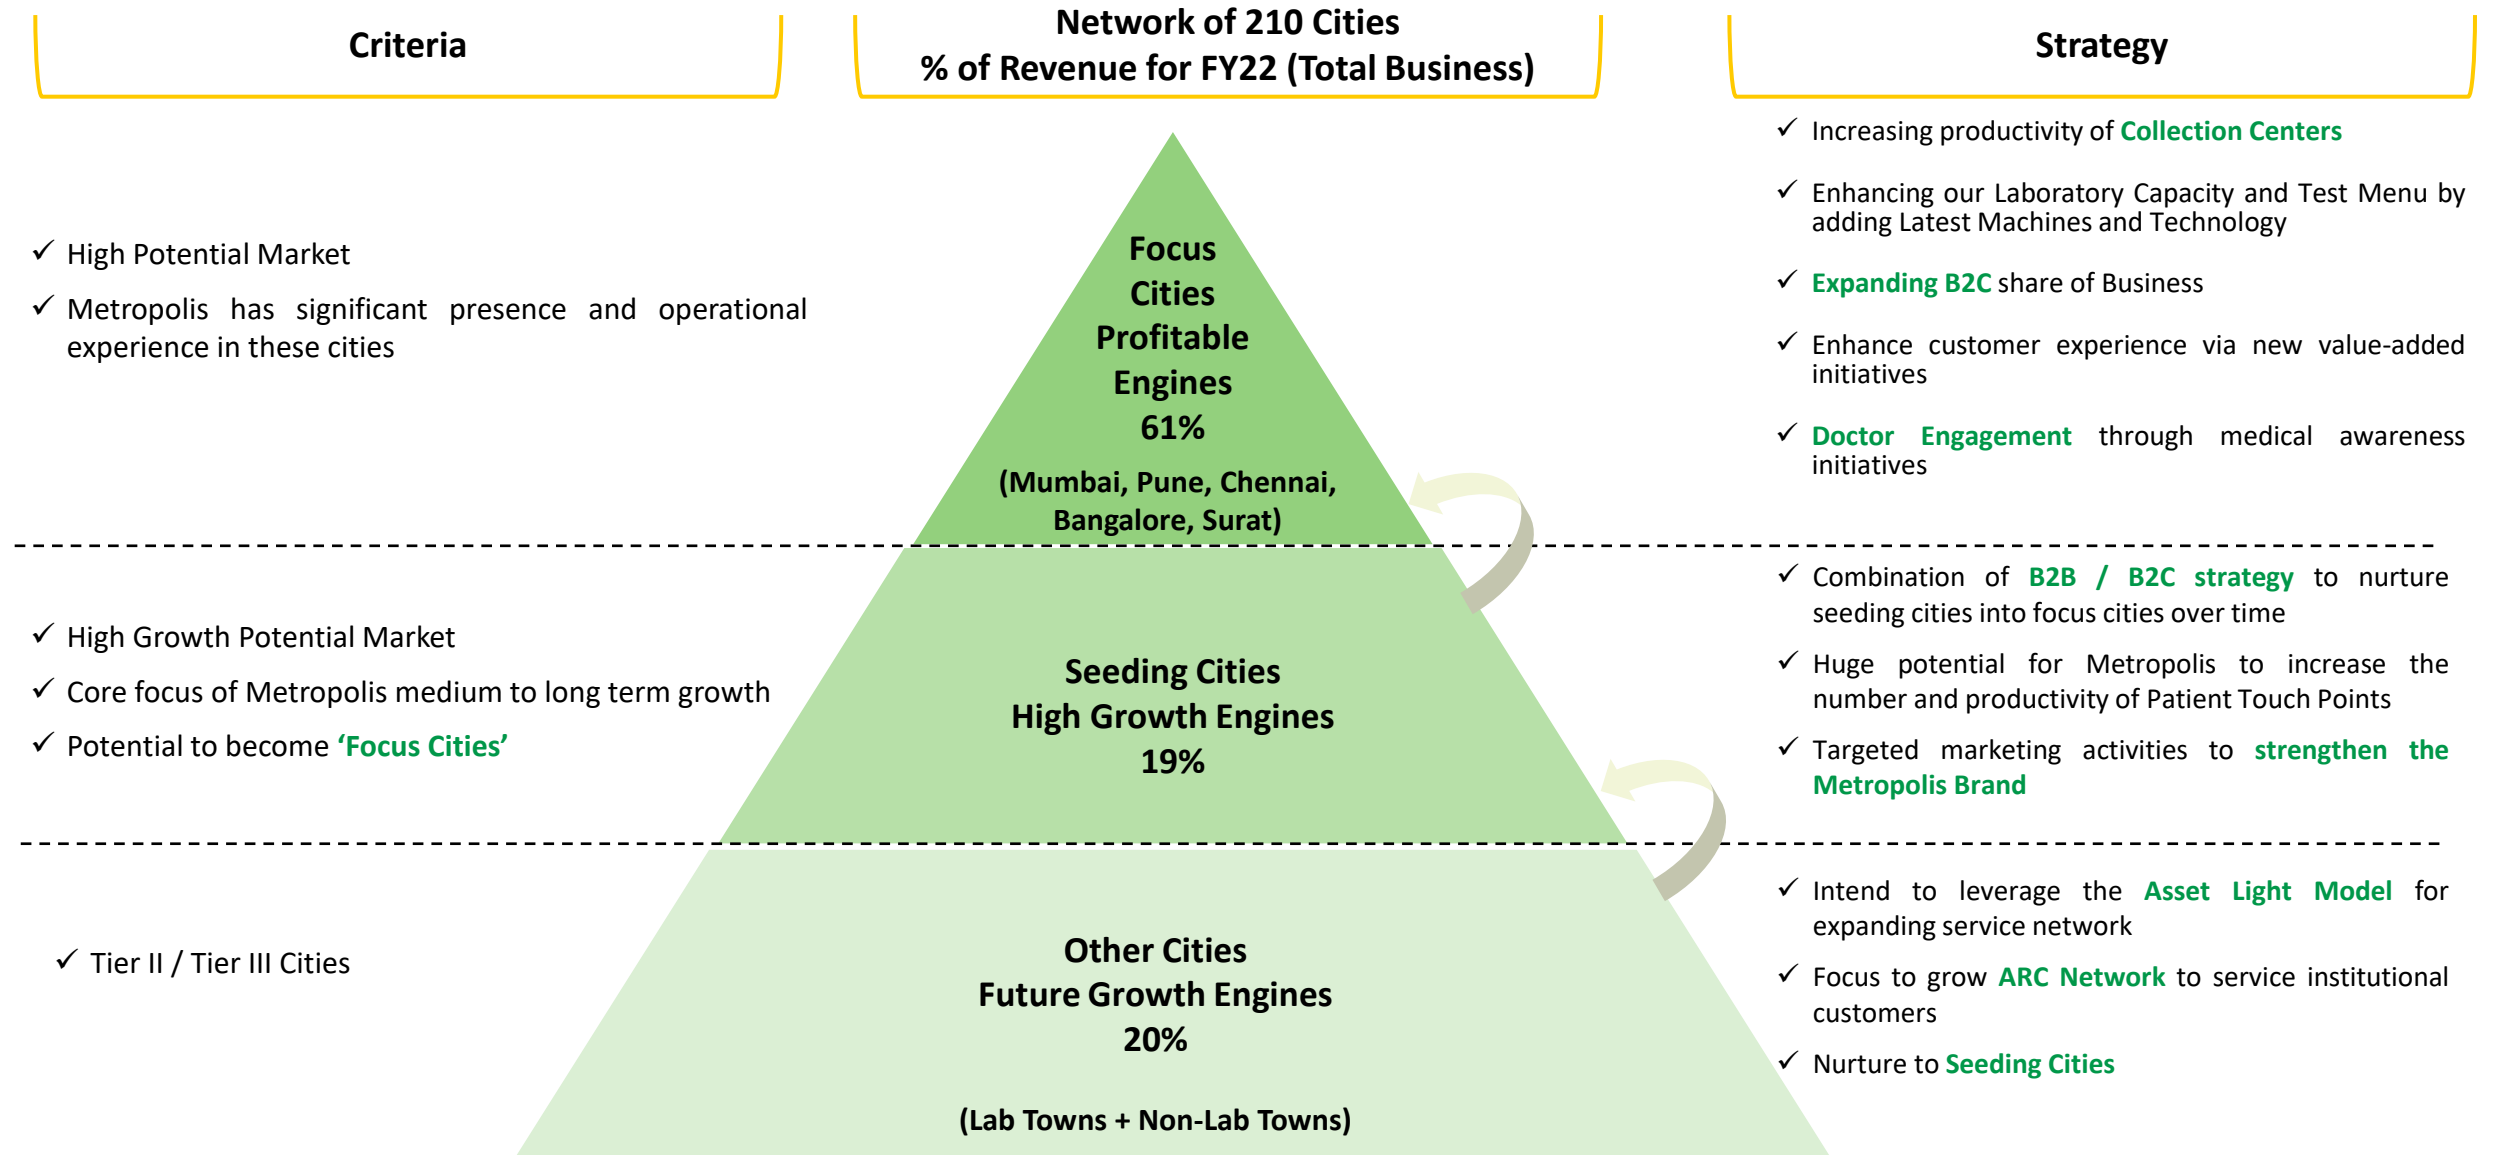 Criteria
Network of 210 Cities
% of Revenue for FY22 (Total Business)
Strategy
✓ High Potential Market
✓ Metropolis has significant presence and operational
experience in these cities
Focus
Cities
Profitable
Engines
61%
(Mumbai, Pune, Chennai,
Bangalore, Surat)
✓ Increasing productivity of Collection Centers
✓ Enhancing our Laboratory Capacity and Test Menu by
adding Latest Machines and Technology
✓ Expanding B2C share of Business
✓ Enhance customer experience via new value-added
initiatives
✓ Doctor Engagement through medical awareness
initiatives
✓ High Growth Potential Market
✓ Core focus of Metropolis medium to long term growth
✓ Potential to become ‘Focus Cities’
Seeding Cities
High Growth Engines
19%
✓ Combination of B2B / B2C strategy to nurture
seeding cities into focus cities over time
✓ Huge potential for Metropolis to increase the
number and productivity of Patient Touch Points
✓ Targeted marketing activities to strengthen the
Metropolis Brand
✓ Tier II / Tier III Cities
Other Cities
Future Growth Engines
20%
(Lab Towns + Non-Lab Towns)
✓ Intend to leverage the Asset Light Model for
expanding service network
✓ Focus to grow ARC Network to service institutional
customers
✓ Nurture to Seeding Cities